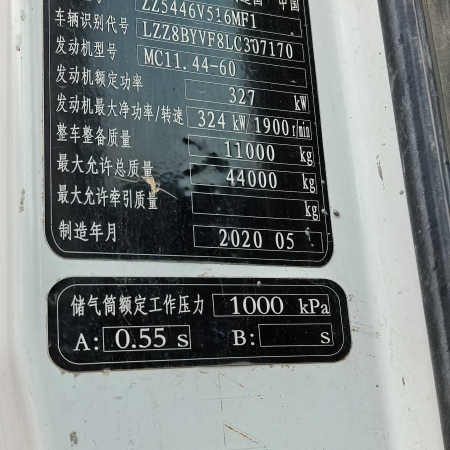 ZZ5446V516MF1
车辆识别代号 LZZ8BYVF8LC307170
发动机型号 MC11.44-60
发动机额定功率 327 kW
发动机最大净功率/转速 324 kW/1900r/min
整车整备质量 11000 kg
最大允许总质量 44000 kg
最大允许牵引质量 kg
制造年月 2020 05
储气筒额定工作压力 1000 kPa
A: 0.55 s B: s